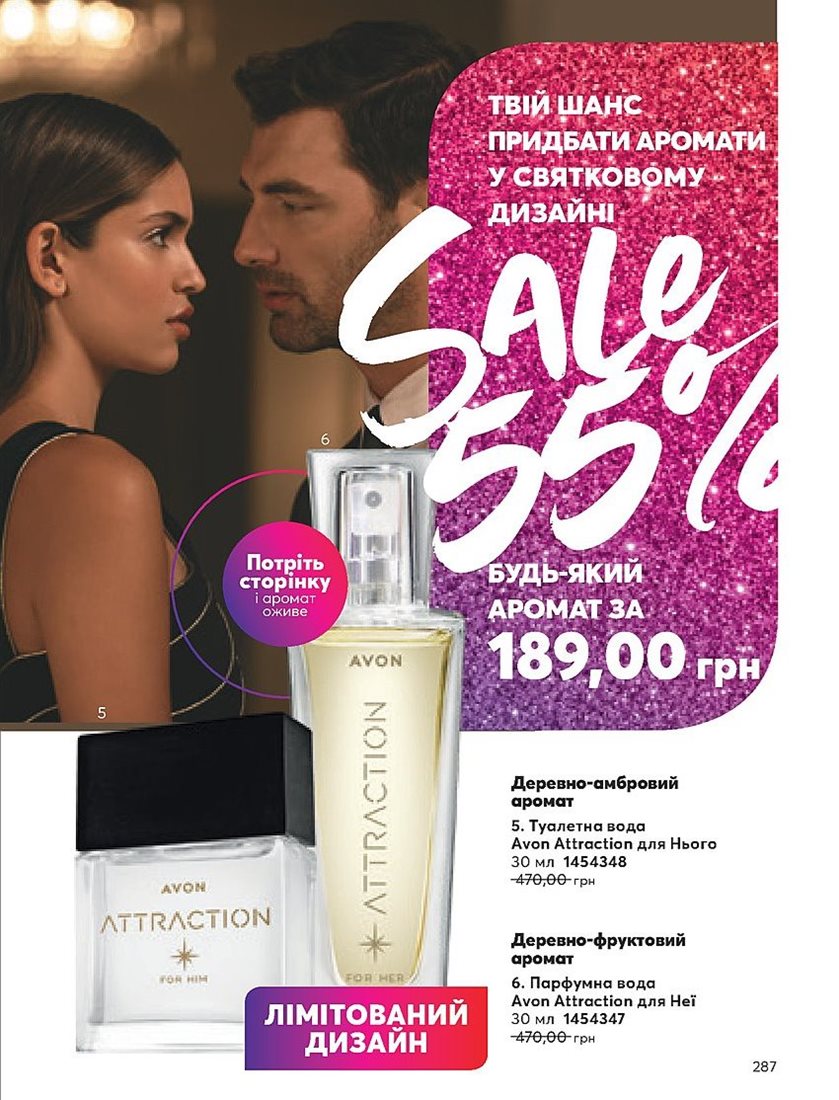 ТВІЙ ШАНС
ПРИДБАТИ АРОМАТИ
У СВЯТКОВОМУ
ДИЗАЙНІ
Sale
55%
БУДЬ-ЯКИЙ
АРОМАТ ЗА
189,00 грн
6
Потріть
сторінку
і аромат
оживе
5
AVON
ATTRACTION
FOR HER
AVON
ATTRACTION
FOR HIM
ЛІМІТОВАНИЙ
ДИЗАЙН
Деревно-амбровий
аромат
5. Туалетна вода
Avon Attraction для Нього
30 мл 1454348
470,00 грн
Деревно-фруктовий
аромат
6. Парфумна вода
Avon Attraction для Неї
30 мл 1454347
470,00 грн
287